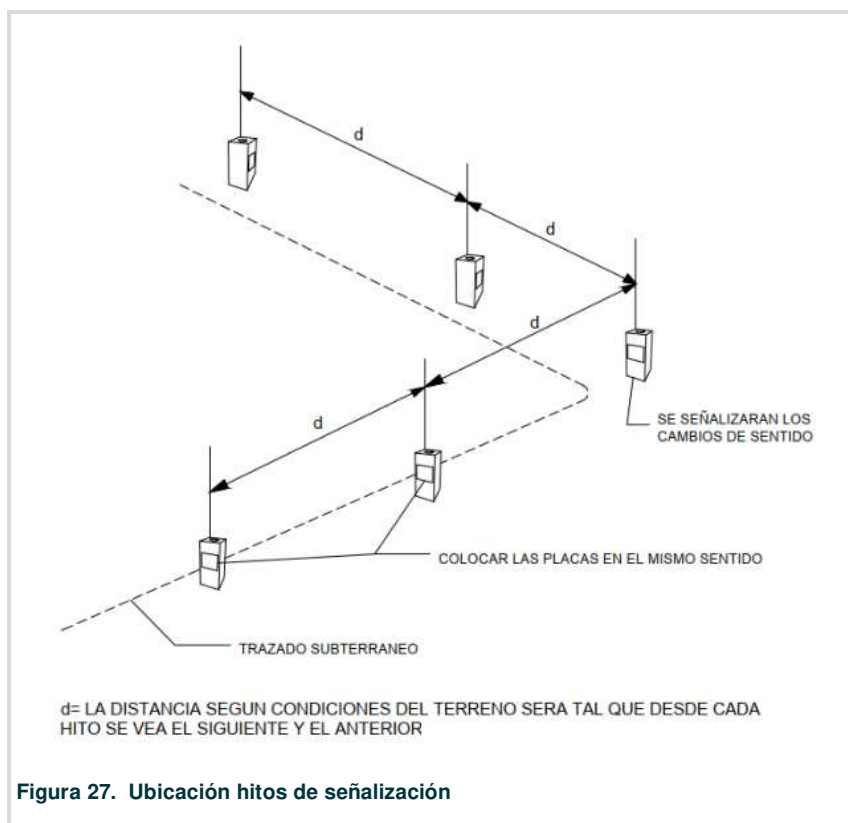 d
d
d
d
SE SEÑALIZARAN LOS
CAMBIOS DE SENTIDO
COLOCAR LAS PLACAS EN EL MISMO SENTIDO
TRAZADO SUBTERRANEO
d= LA DISTANCIA SEGUN CONDICIONES DEL TERRENO SERA TAL QUE DESDE CADA
HITO SE VEA EL SIGUIENTE Y EL ANTERIOR
Figura 27. Ubicación hitos de señalización